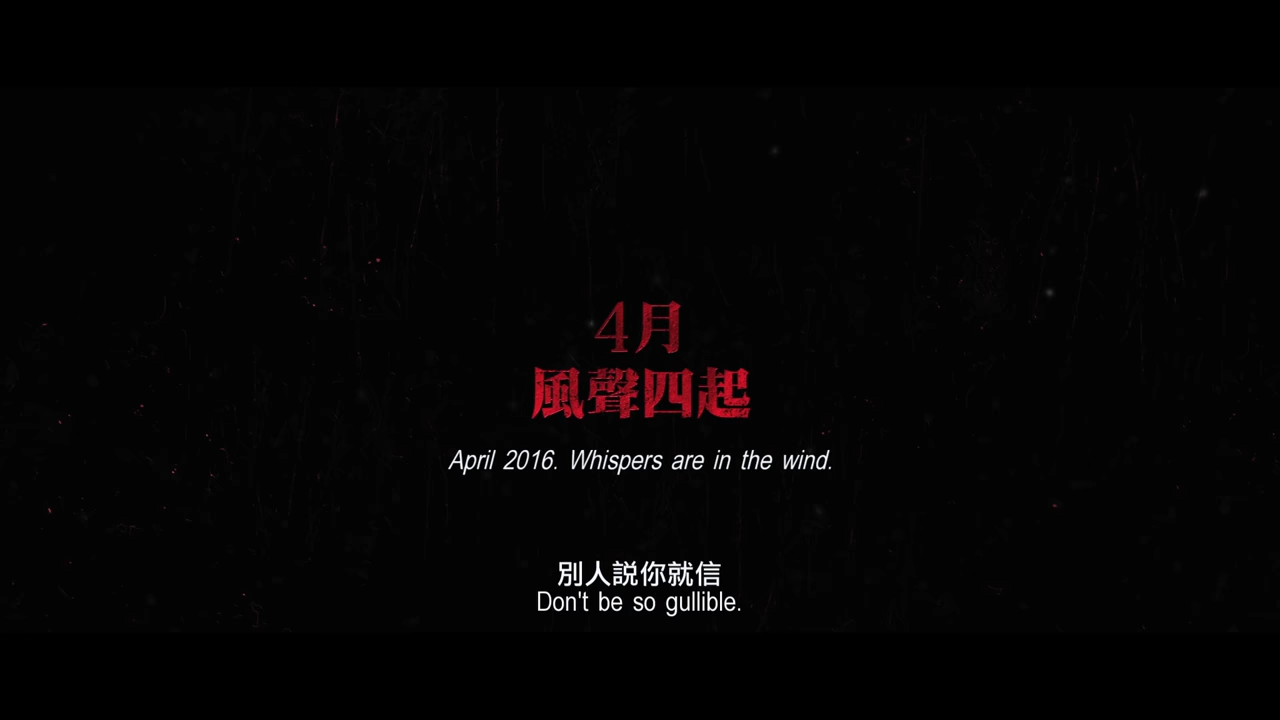 4月
風聲四起
April 2016. Whispers are in the wind.
別人説你就信
Don't be so gullible.